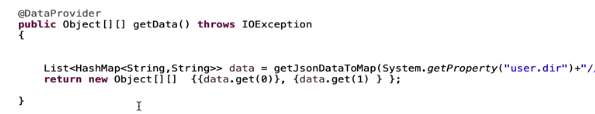 @DataProvider
public Object[][] getData() throws IOException
{
List<HashMap<String,String>> data = getJsonDataToMap(System.getProperty("user.dir")+"/
return new Object[][]  {{data.get(0)}, {data.get(1) } };
}